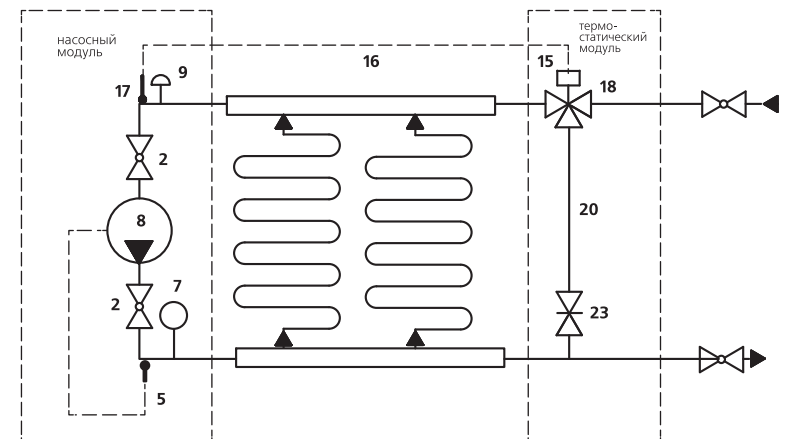 насосный
модуль
термо-
статический
модуль
9
16
15
17
18
2
8
20
7
2
23
5